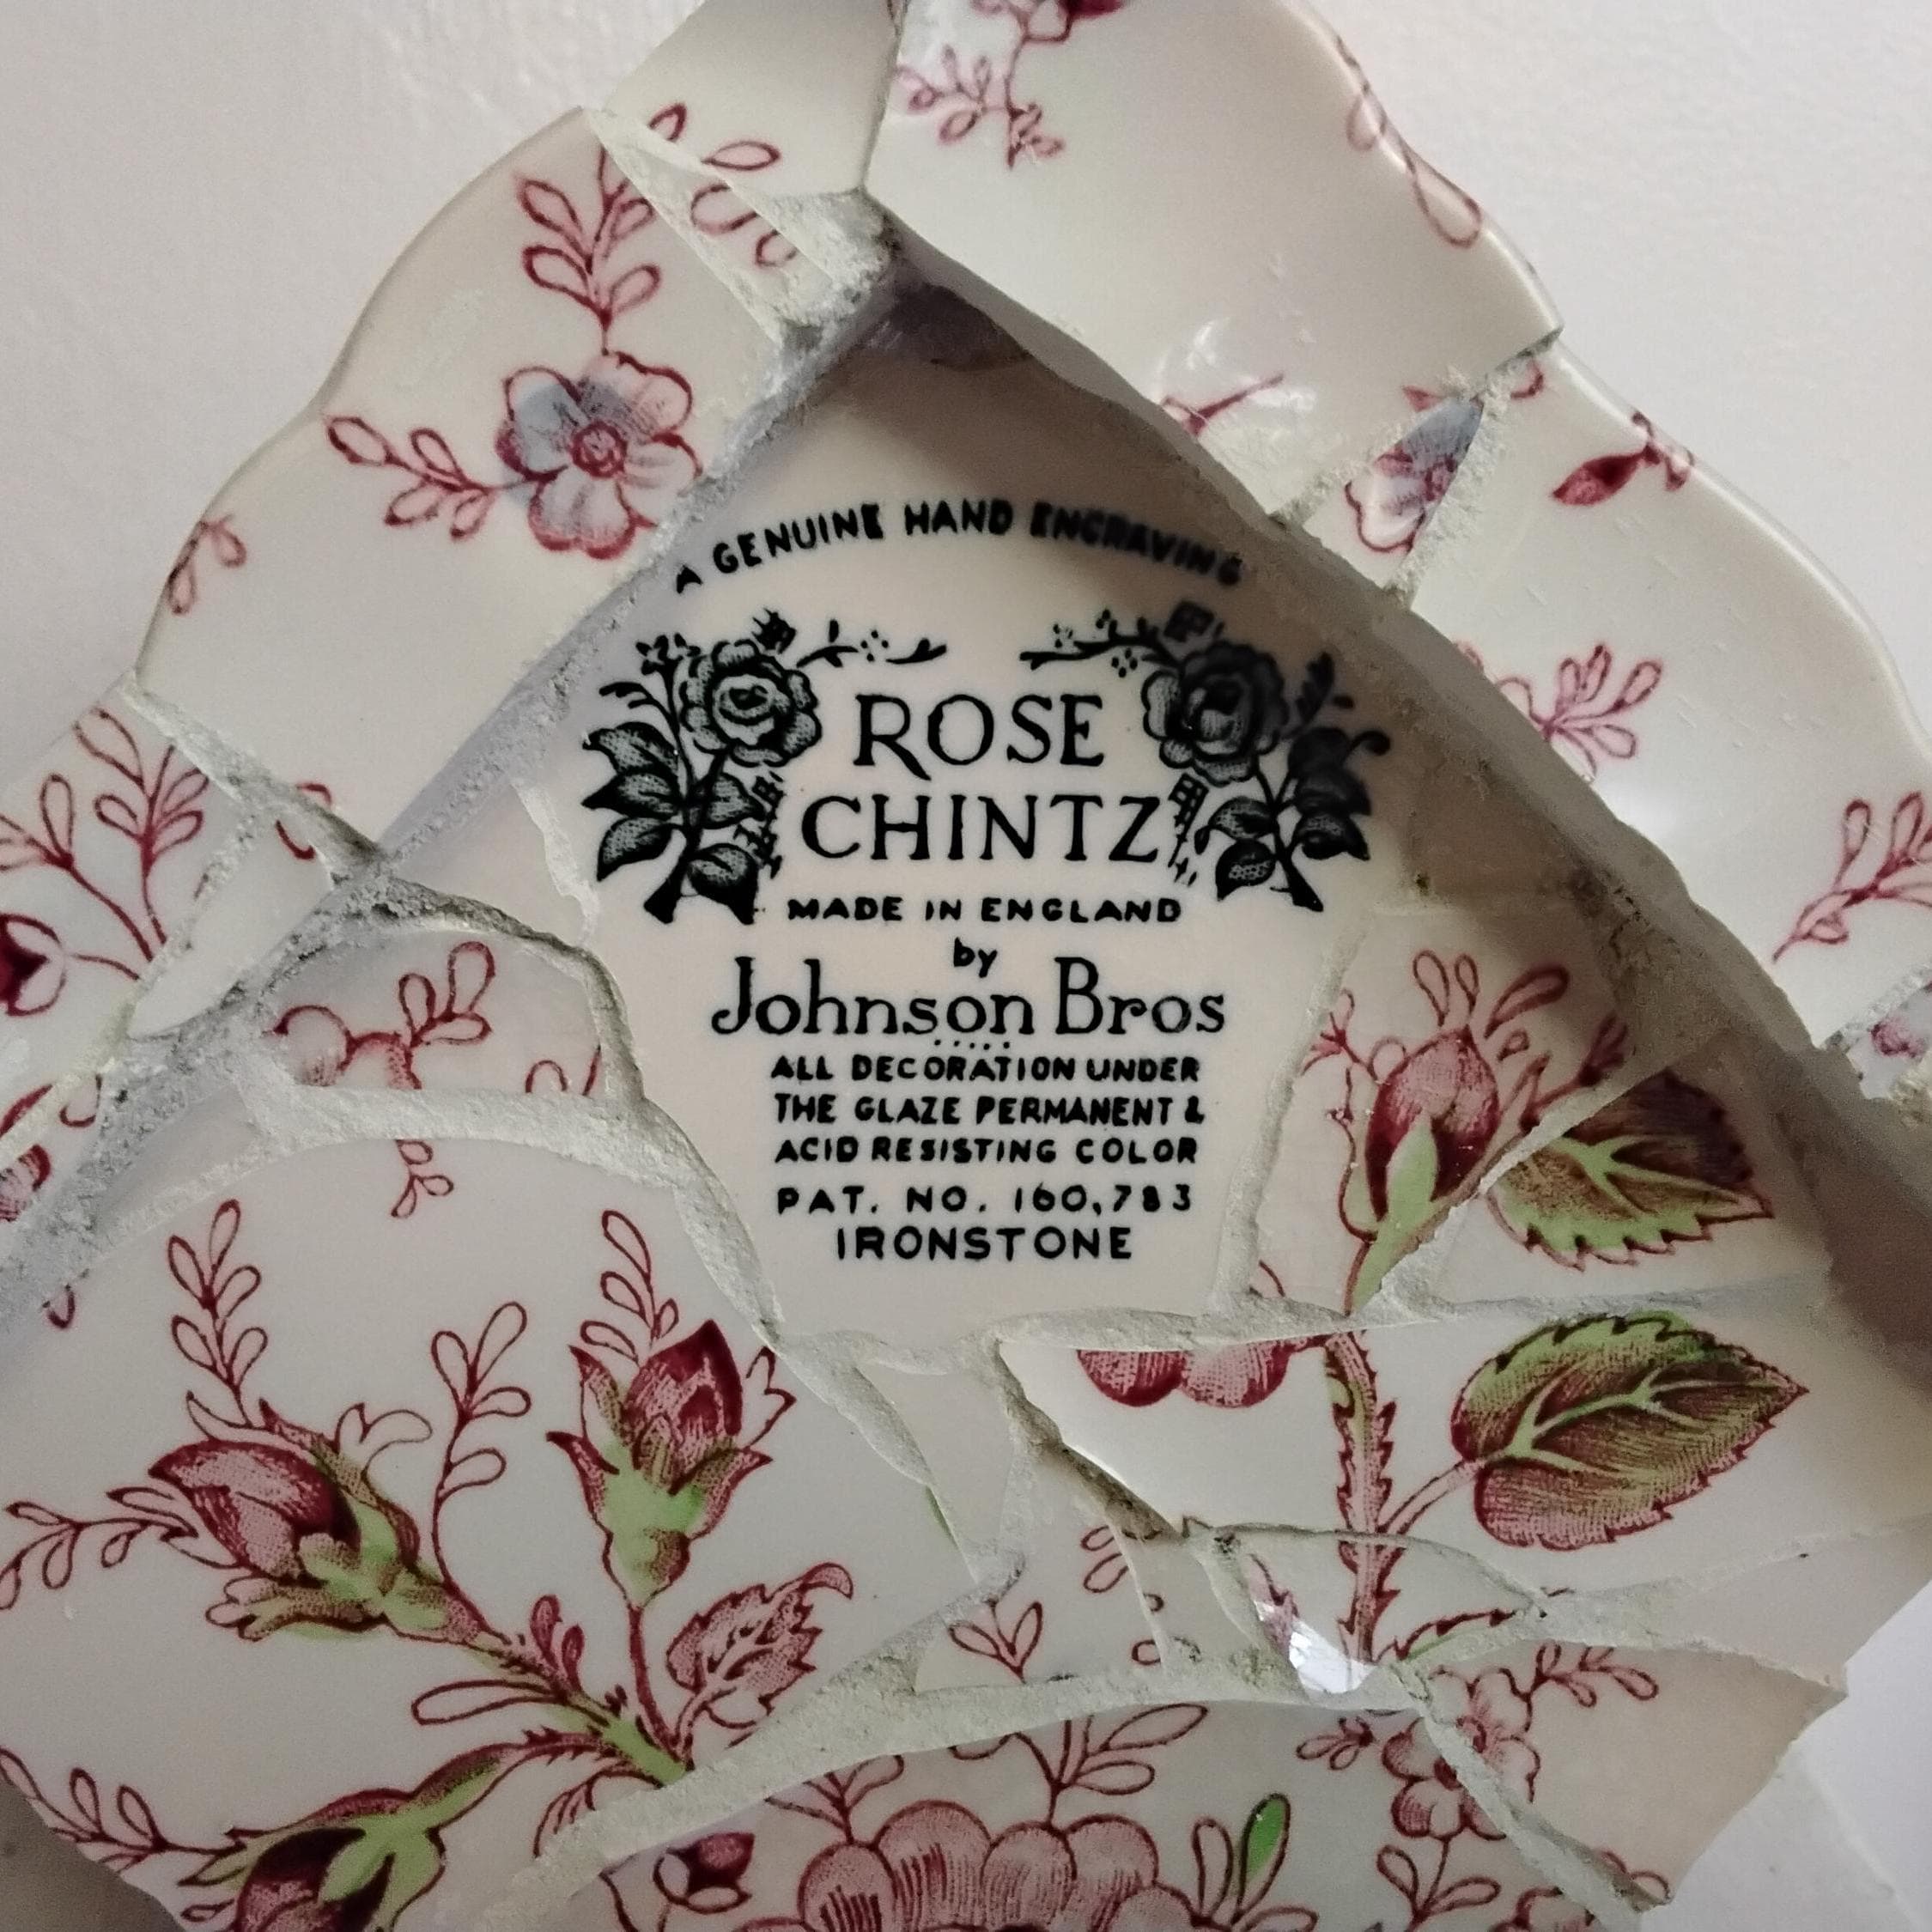 A GENUINE HAND ENGRAVING
ROSE
CHINTZ
MADE IN ENGLAND
by
Johnson Bros
ALL DECORATION UNDER
THE GLAZE PERMANENT &
ACID RESISTING COLOR
PAT. NO. 160,783
IRONSTONE